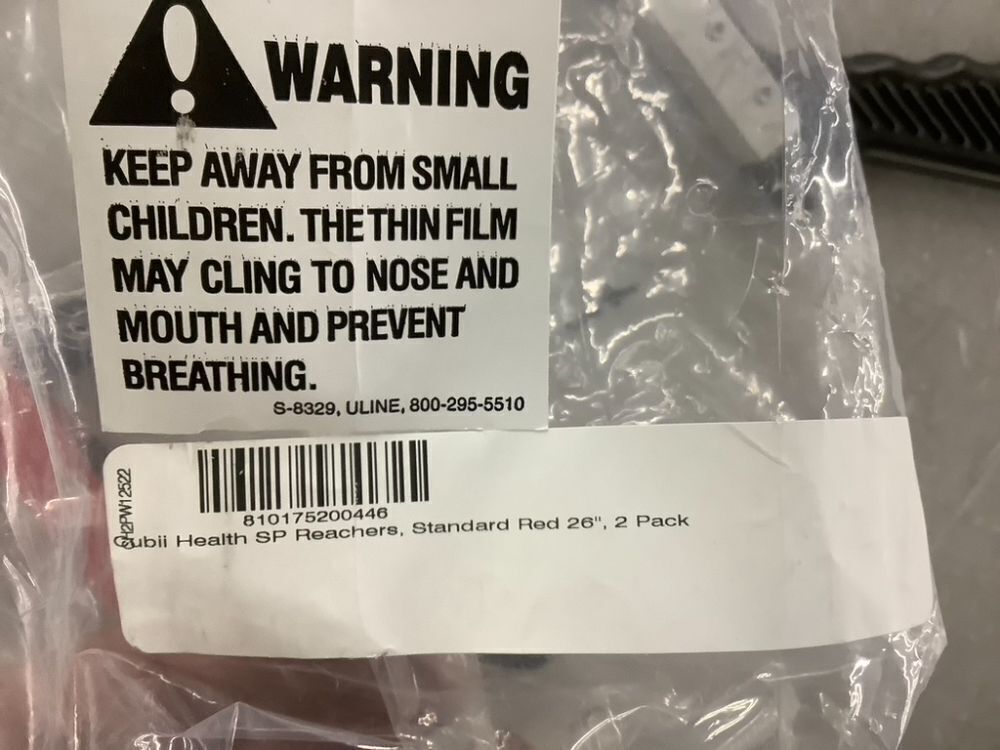 WARNING
KEEP AWAY FROM SMALL
CHILDREN. THE THIN FILM
MAY CLING TO NOSE AND
MOUTH AND PREVENT
BREATHING.
S-8329, ULINE, 800-295-5510
810175200446
Cubii Health SP Reachers, Standard Red 26", 2 Pack